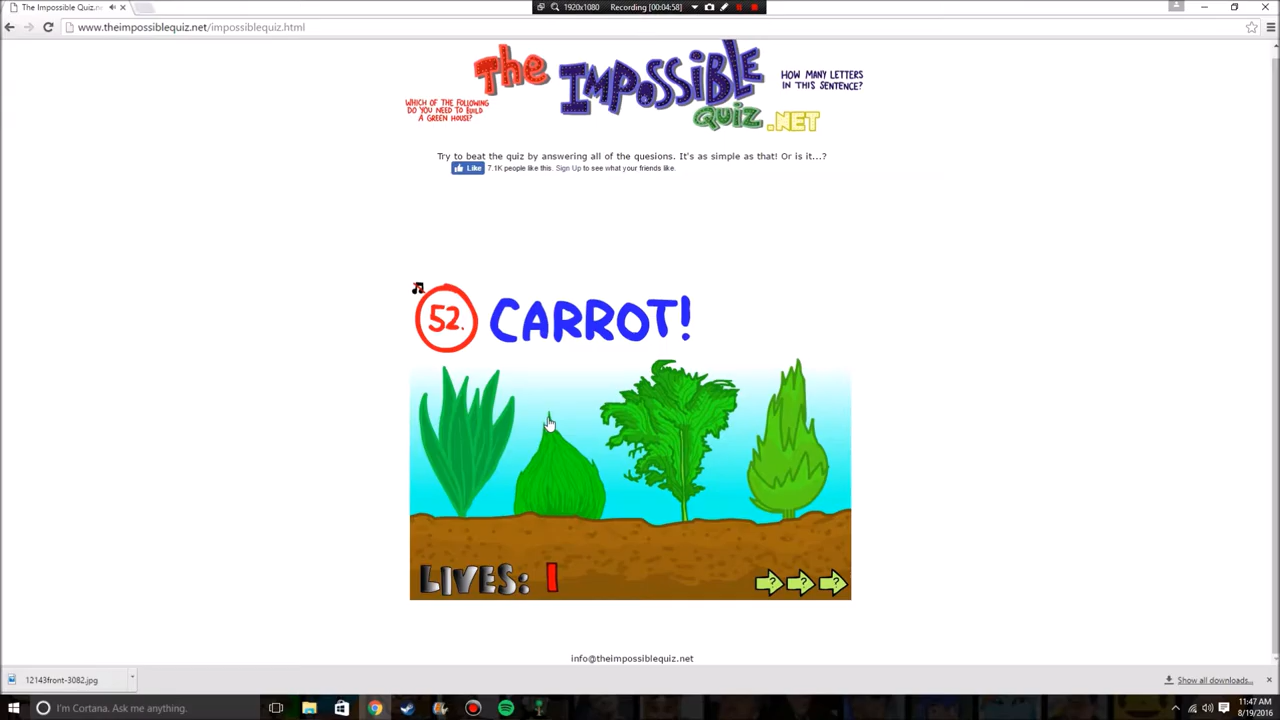 The Impossible Quiz.n
1920x1080 Recording [00:04:58]
www.theimpossiblequiz.net/impossiblequiz.html
The IMPOSSIBLE QUIZ .NET
WHICH OF THE FOLLOWING
DO YOU NEED TO BUILD
A GREEN HOUSE?
HOW MANY LETTERS
IN THIS SENTENCE?
Try to beat the quiz by answering all of the quesions. It's as simple as that! Or is it...?
Like 7.1K people like this. Sign Up to see what your friends like.
52. CARROT!
LIVES: 1
? ? ?
info@theimpossiblequiz.net
12143front-3082.jpg
Show all downloads...
I'm Cortana. Ask me anything.
11:47 AM
8/19/2016